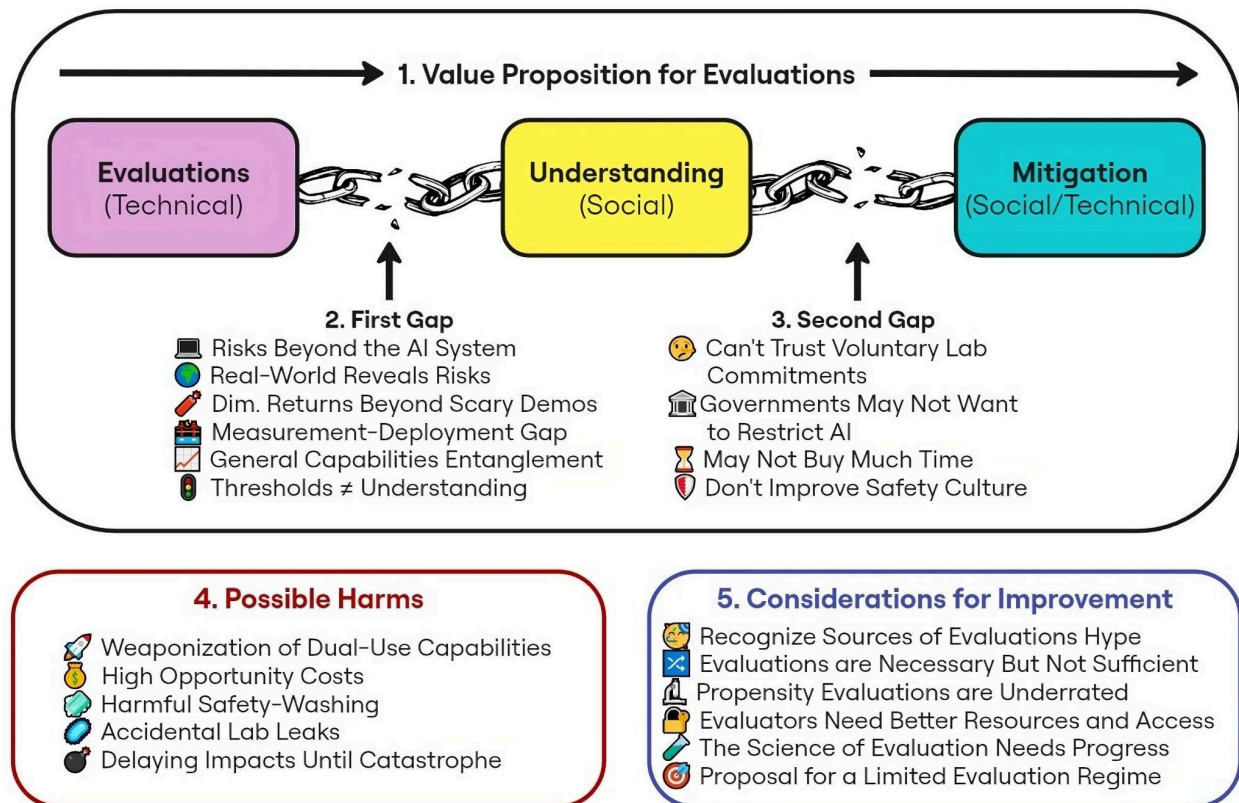 1. Value Proposition for Evaluations
Evaluations
(Technical)
Understanding
(Social)
Mitigation
(Social/Technical)
2. First Gap
Risks Beyond the AI System
Real-World Reveals Risks
Dim. Returns Beyond Scary Demos
Measurement-Deployment Gap
General Capabilities Entanglement
Thresholds ≠ Understanding
3. Second Gap
Can't Trust Voluntary Lab
Commitments
Governments May Not Want
to Restrict AI
May Not Buy Much Time
Don't Improve Safety Culture
4. Possible Harms
Weaponization of Dual-Use Capabilities
High Opportunity Costs
Harmful Safety-Washing
Accidental Lab Leaks
Delaying Impacts Until Catastrophe
5. Considerations for Improvement
Recognize Sources of Evaluations Hype
Evaluations are Necessary But Not Sufficient
Propensity Evaluations are Underrated
Evaluators Need Better Resources and Access
The Science of Evaluation Needs Progress
Proposal for a Limited Evaluation Regime